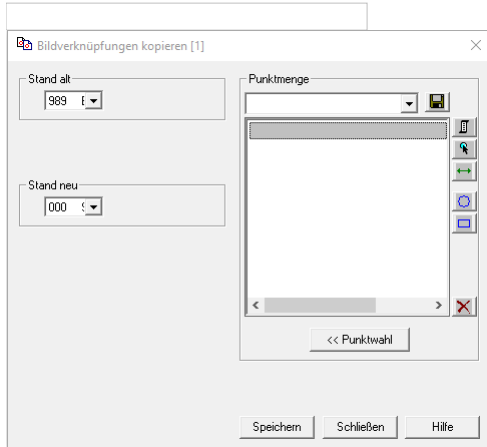 Bildverknüpfungen kopieren [1]
Stand alt
989
Punktmenge
Stand neu
000
<< Punktwahl
Speichern
Schließen
Hilfe